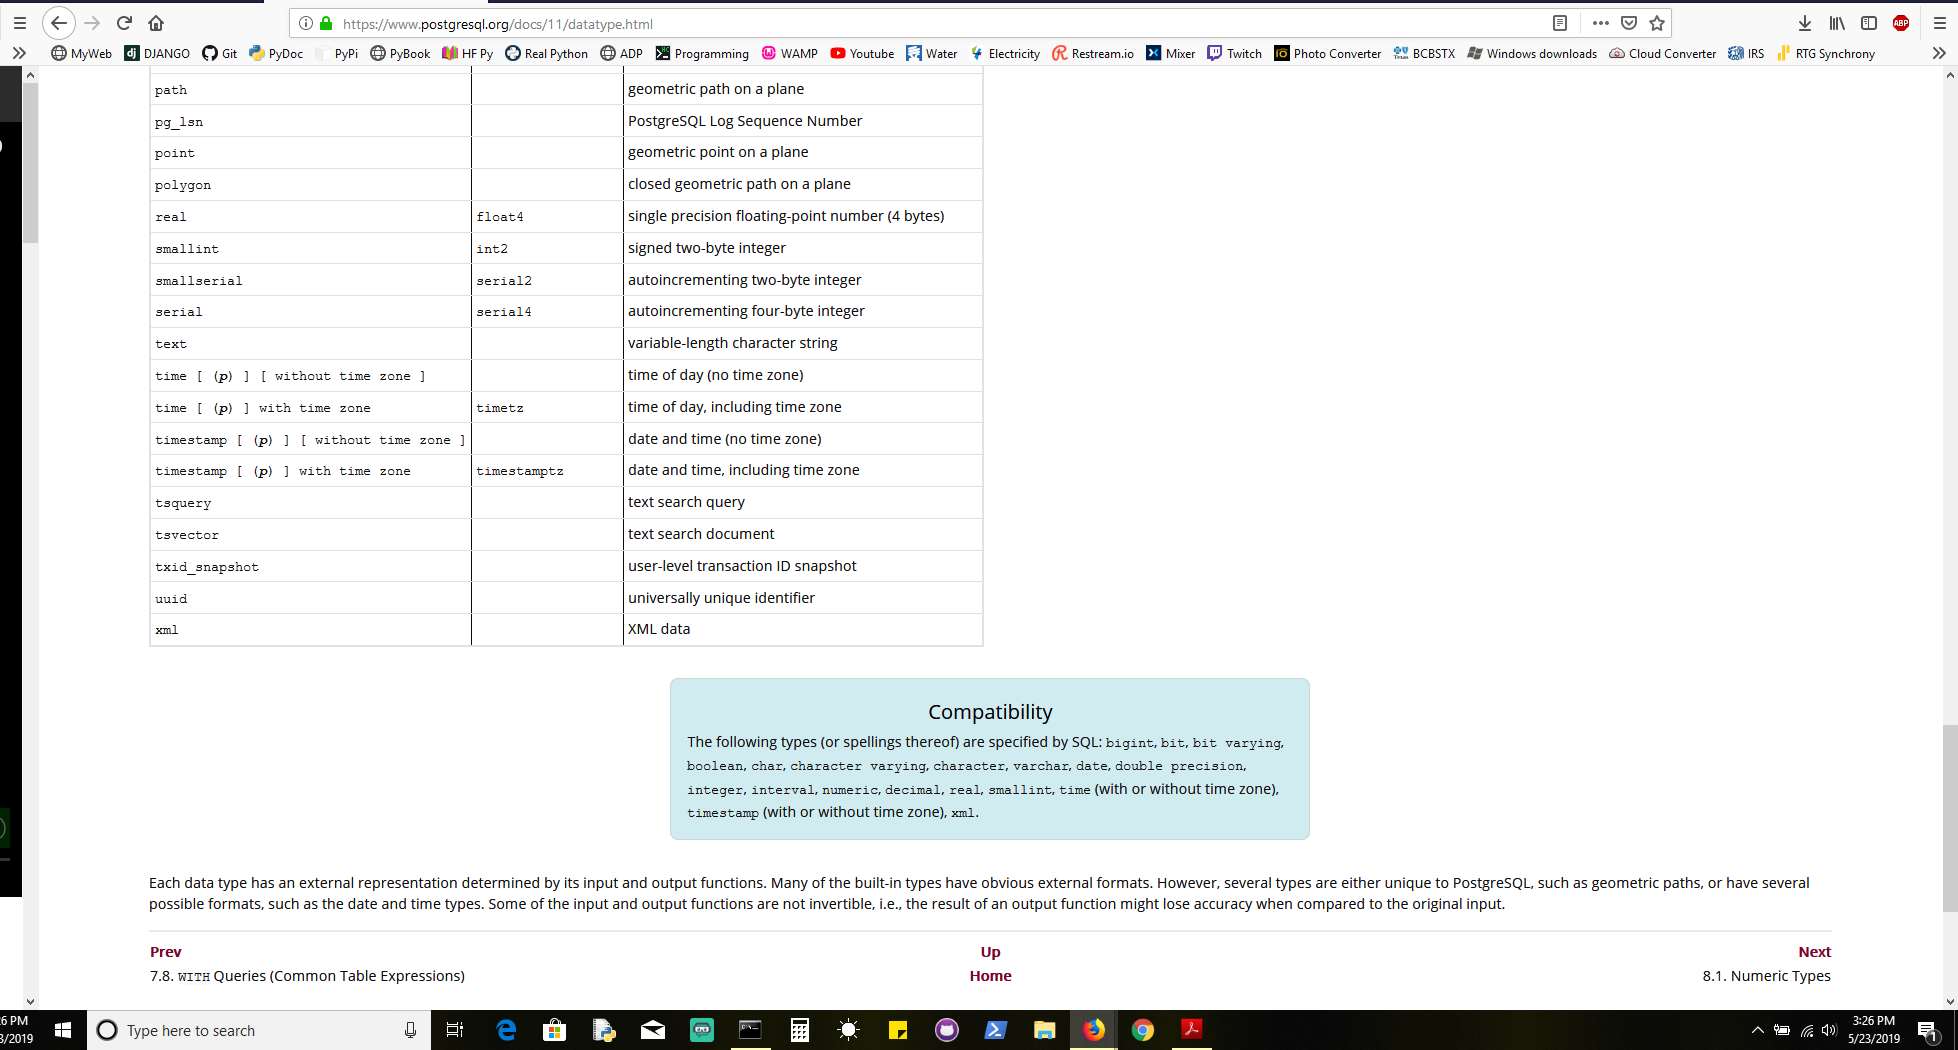 https://www.postgresql.org/docs/11/datatype.html
ABP
MyWeb DJANGO Git PyDoc PyPi PyBook HF Py Real Python ADP Programming WAMP Youtube Water Electricity Restream.io Mixer Twitch Photo Converter BCBSTX Windows downloads Cloud Converter IRS RTG Synchrony
path geometric path on a plane
pg_lsn PostgreSQL Log Sequence Number
point geometric point on a plane
polygon closed geometric path on a plane
real float4 single precision floating-point number (4 bytes)
smallint int2 signed two-byte integer
smallserial serial2 autoincrementing two-byte integer
serial serial4 autoincrementing four-byte integer
text variable-length character string
time [ (p) ] [ without time zone ] time of day (no time zone)
time [ (p) ] with time zone timetz time of day, including time zone
timestamp [ (p) ] [ without time zone ] date and time (no time zone)
timestamp [ (p) ] with time zone timestamptz date and time, including time zone
tsquery text search query
tsvector text search document
txid_snapshot user-level transaction ID snapshot
uuid universally unique identifier
xml XML data
Compatibility
The following types (or spellings thereof) are specified by SQL: bigint, bit, bit varying,
boolean, char, character varying, character, varchar, date, double precision,
integer, interval, numeric, decimal, real, smallint, time (with or without time zone),
timestamp (with or without time zone), xml.
Each data type has an external representation determined by its input and output functions. Many of the built-in types have obvious external formats. However, several types are either unique to PostgreSQL, such as geometric paths, or have several
possible formats, such as the date and time types. Some of the input and output functions are not invertible, i.e., the result of an output function might lose accuracy when compared to the original input.
Prev Up Next
7.8. WITH Queries (Common Table Expressions) Home 8.1. Numeric Types
6 PM
3/2019
Type here to search
3:26 PM
5/23/2019
1